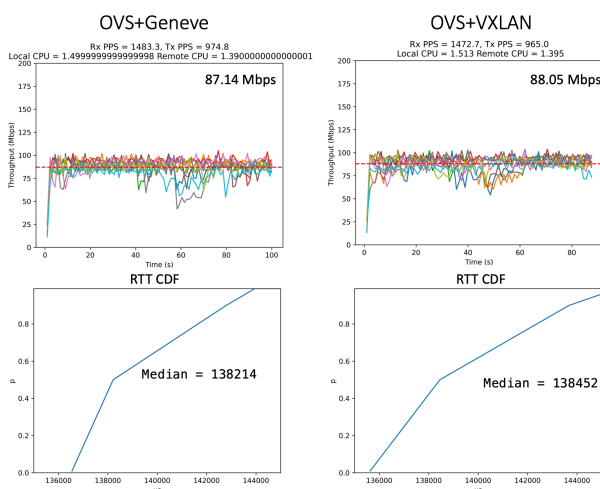 OVS+Geneve
Rx PPS = 1483.3, Tx PPS = 974.8
Local CPU = 1.4999999999999998 Remote CPU = 1.3900000000000001
200
175
150
125
100
75
50
25
0
Throughput (Mbps)
87.14 Mbps
0
20
40
60
80
100
Time (s)
OVS+VXLAN
Rx PPS = 1472.7, Tx PPS = 965.0
Local CPU = 1.513 Remote CPU = 1.395
200
175
150
125
100
75
50
25
0
Throughput (Mbps)
88.05 Mbps
0
20
40
60
80
Time (s)
RTT CDF
0.8
0.6
0.4
0.2
0.0
p
Median = 138214
136000
138000
140000
142000
144000
RTT CDF
0.8
0.6
0.4
0.2
0.0
p
Median = 138452
136000
138000
140000
142000
144000